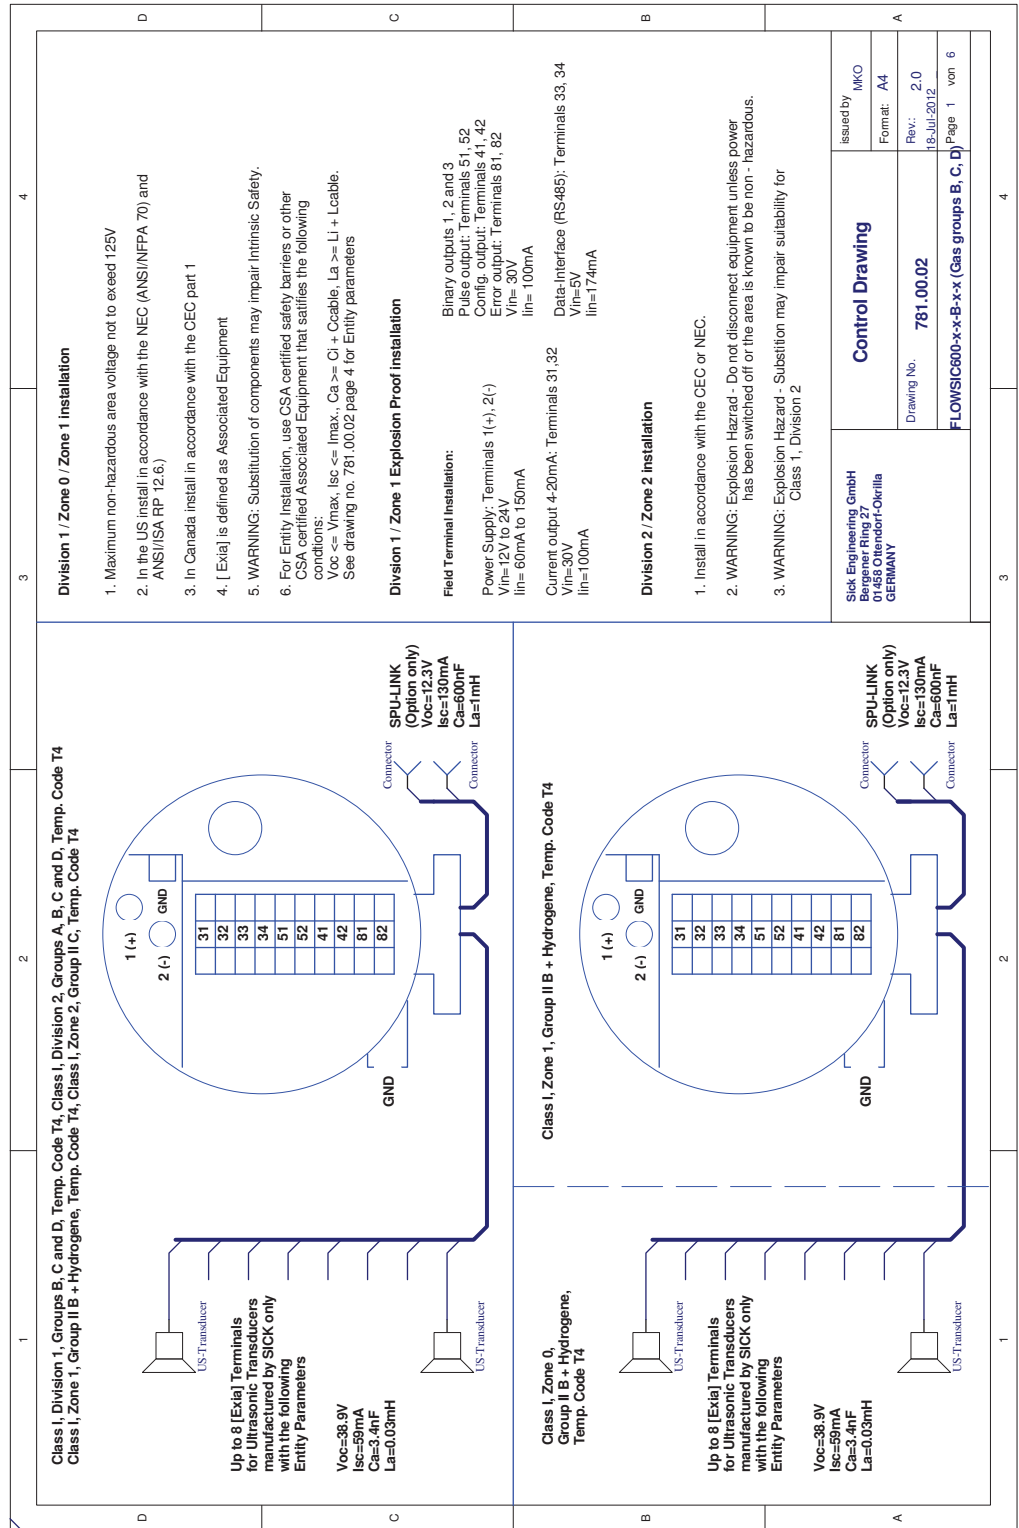 1
2
3
4
D
C
B
A
Class I, Division 1, Groups B, C and D, Temp. Code T4, Class I, Division 2, Groups A, B, C and D, Temp. Code T4
Class I, Zone 1, Group II B + Hydrogene, Temp. Code T4, Class I, Zone 2, Group II C, Temp. Code T4
US-Transducer
US-Transducer
Up to 8 [Exia] Terminals
for Ultrasonic Transducers
manufactured by SICK only
with the following
Entity Parameters
Voc=38.9V
Isc=59mA
Ca=3.4nF
La=0.03mH
1 (+)
2 (-)
GND
31
32
33
34
51
52
41
42
81
82
GND
Connector
Connector
SPU-LINK
(Option only)
Voc=12.3V
Isc=130mA
Ca=600nF
La=1mH
Class I, Zone 0,
Group II B + Hydrogene,
Temp. Code T4
Class I, Zone 1, Group II B + Hydrogene, Temp. Code T4
US-Transducer
US-Transducer
Up to 8 [Exia] Terminals
for Ultrasonic Transducers
manufactured by SICK only
with the following
Entity Parameters
Voc=38.9V
Isc=59mA
Ca=3.4nF
La=0.03mH
1 (+)
2 (-)
GND
31
32
33
34
51
52
41
42
81
82
GND
Connector
Connector
SPU-LINK
(Option only)
Voc=12.3V
Isc=130mA
Ca=600nF
La=1mH
Division 1 / Zone 0 / Zone 1 installation
1. Maximum non-hazardous area voltage not to exceed 125V
2. In the US install in accordance with the NEC (ANSI/NFPA 70) and
ANSI/ISA RP 12.6.)
3. In Canada install in accordance with the CEC part 1
4. [ Exia] is defined as Associated Equipment
5. WARNING: Substitution of components may impair Intrinsic Safety.
6. For Entity Installation, use CSA certified safety barriers or other
CSA certified Associated Equipment that satifies the following
condtions:
Voc <= Vmax, Isc <= Imax., Ca >= Ci + Ccable, La >= Li + Lcable.
See drawing no. 781.00.02 page 4 for Entity parameters
Divsion 1 / Zone 1 Explosion Proof installation
Field Terminal Installation:
Power Supply: Terminals 1(+), 2(-)
Vin=12V to 24V
Iin= 60mA to 150mA
Current output 4-20mA: Terminals 31,32
Vin=30V
Iin=100mA
Binary outputs 1, 2 and 3
Pulse output: Terminals 51, 52
Config. output: Terminals 41, 42
Error output: Terminals 81, 82
Vin= 30V
Iin= 100mA
Data-Interface (RS485): Terminals 33, 34
Vin=5V
Iin=174mA
Division 2 / Zone 2 installation
1. Install in accordance with the CEC or NEC.
2. WARNING: Explosion Hazrad - Do not disconnect equipment unless power
has been switched off or the area is known to be non - hazardous.
3. WARNING: Explosion Hazard - Substition may impair suitability for
Class 1, Division 2
Sick Engineering GmbH
Bergener Ring 27
01458 Ottendorf-Okrilla
GERMANY
Control Drawing
issued by
MKO
Format: A4
Drawing No. 781.00.02
Rev.: 2.0
18-Jul-2012
FLOWSIC600-x-x-B-x-x (Gas groups B, C, D)
Page 1 von 6
1
2
3
4
D
C
B
A